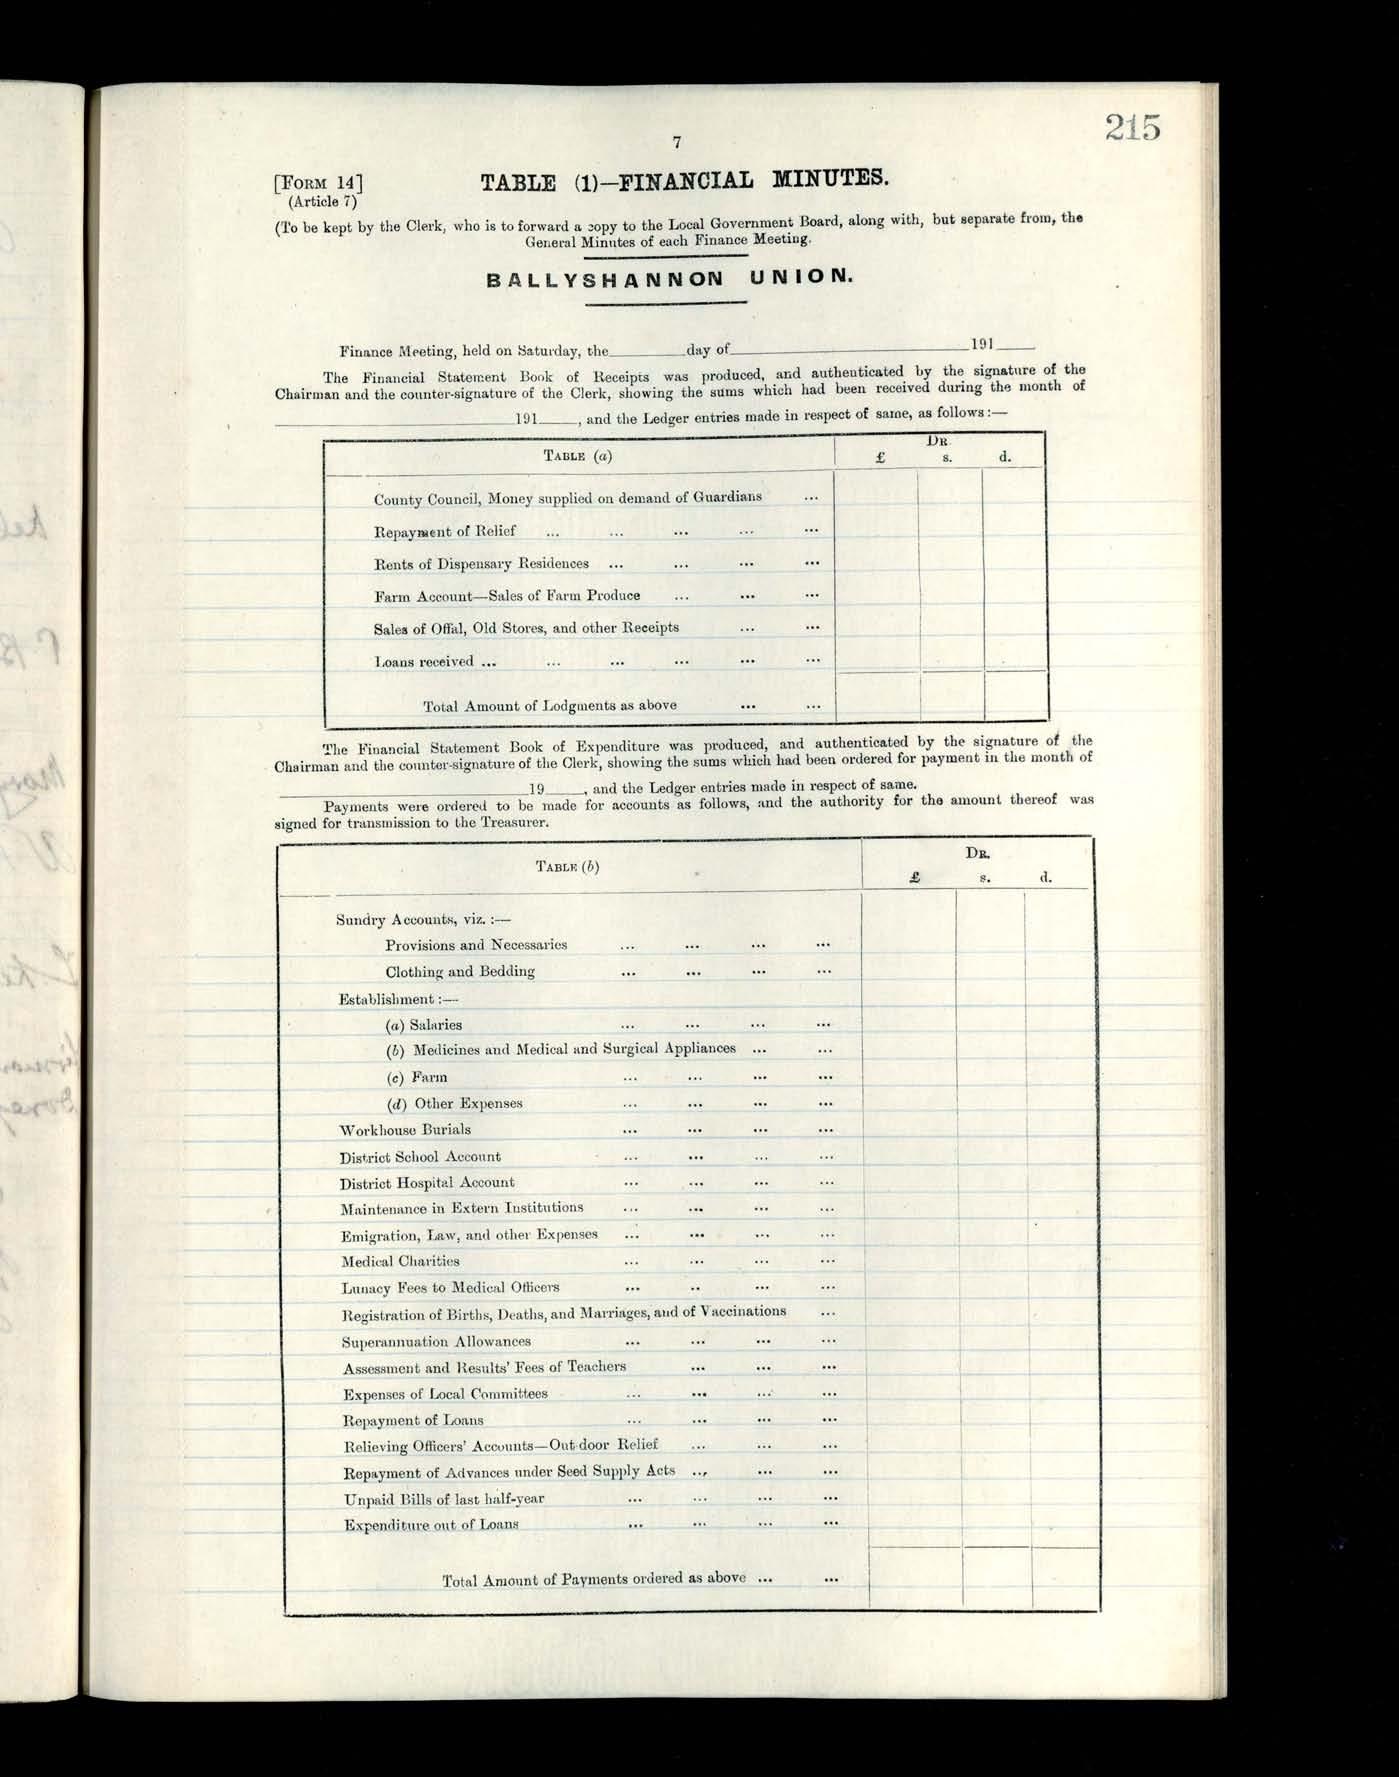 215
7
[FORM 14]
TABLE (1)—FINANCIAL MINUTES.
(Article 7)
(To be kept by the Clerk, who is to forward a copy to the Local Government Board, along with, but separate from, the
General Minutes of each Finance Meeting.
BALLYSHANNON UNION.
Finance Meeting, held on Saturday, the________day of________________________191____
The Financial Statement Book of Receipts was produced, and authenticated by the signature of the
Chairman and the counter-signature of the Clerk, showing the sums which had been received during the month of
________________________191____, and the Ledger entries made in respect of same, as follows :—
TABLE (a) DR.
£ s. d.
County Council, Money supplied on demand of Guardians ...
Repayment of Relief ... ... ... ... ...
Rents of Dispensary Residences ... ... ... ...
Farm Account—Sales of Farm Produce ... ... ...
Sales of Offal, Old Stores, and other Receipts ... ...
Loans received ... ... ... ... ... ...
Total Amount of Lodgments as above ... ...
The Financial Statement Book of Expenditure was produced, and authenticated by the signature of the
Chairman and the counter-signature of the Clerk, showing the sums which had been ordered for payment in the month of
________________________19____, and the Ledger entries made in respect of same.
Payments were ordered to be made for accounts as follows, and the authority for the amount thereof was
signed for transmission to the Treasurer.
TABLE (b) DR.
£ s. d.
Sundry Accounts, viz. :—
Provisions and Necessaries ... ... ... ...
Clothing and Bedding ... ... ... ...
Establishment :—
(a) Salaries ... ... ... ...
(b) Medicines and Medical and Surgical Appliances ... ...
(c) Farm ... ... ... ...
(d) Other Expenses ... ... ... ...
Workhouse Burials ... ... ... ...
District School Account ... ... ... ...
District Hospital Account ... ... ... ...
Maintenance in Extern Institutions ... ... ... ...
Emigration, Law, and other Expenses ... ... ... ...
Medical Charities ... ... ... ...
Lunacy Fees to Medical Officers ... .. ... ...
Registration of Births, Deaths, and Marriages, and of Vaccinations ...
Superannuation Allowances ... ... ... ...
Assessment and Results' Fees of Teachers ... ... ...
Expenses of Local Committees ... ... ... ...
Repayment of Loans ... ... ... ...
Relieving Officers' Accounts—Out-door Relief ... ... ...
Repayment of Advances under Seed Supply Acts ... ... ...
Unpaid Bills of last half-year ... ... ... ...
Expenditure out of Loans ... ... ... ...
Total Amount of Payments ordered as above ... ...